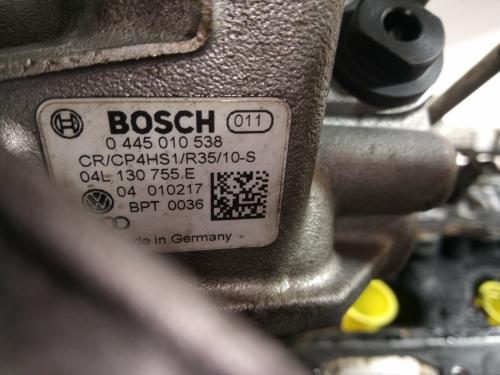 BOSCH 011
0 445 010 538
CR/CP4HS1/R35/10-S
04L 130 755 E
04 010217
BPT 0036
de in Germany